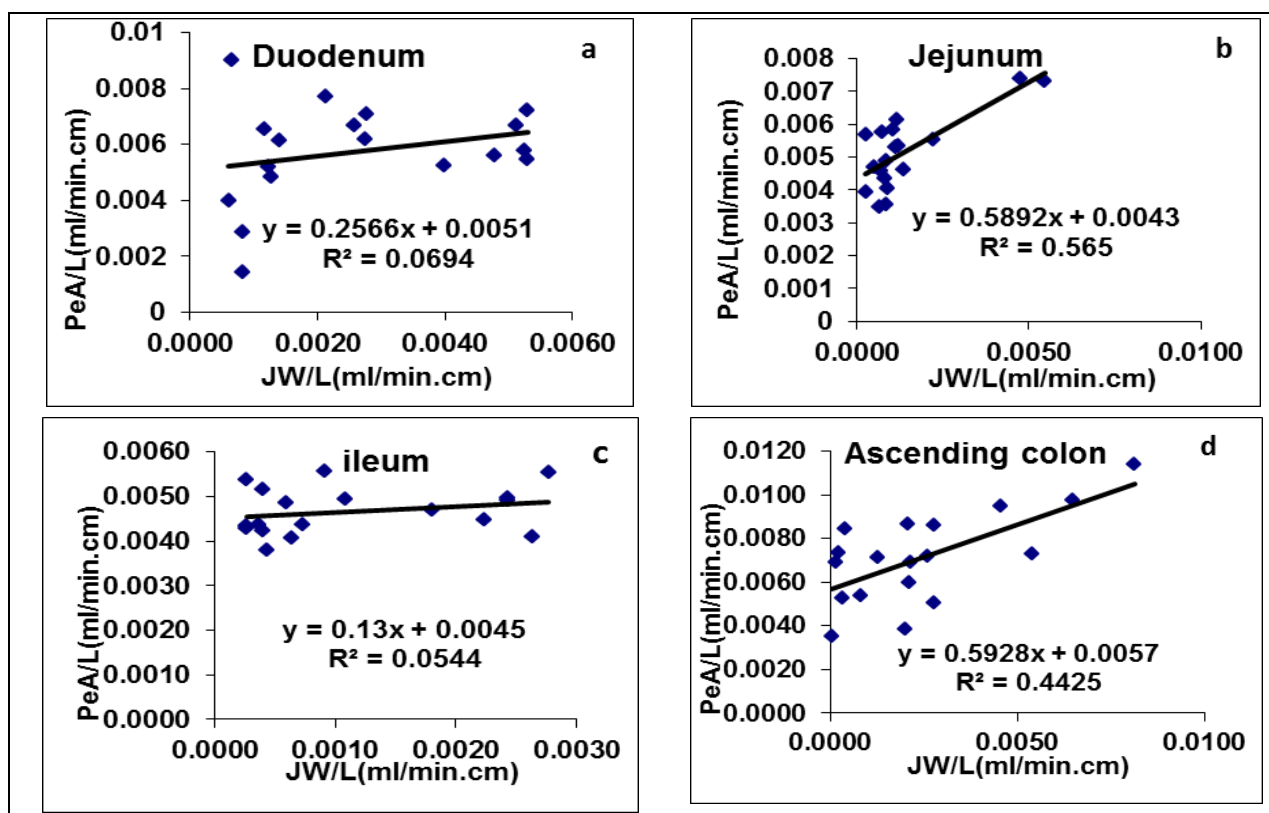 Duodenum
a
PeA/L(ml/min.cm)
0.01
0.008
0.006
0.004
0.002
0
y = 0.2566x + 0.0051
R² = 0.0694
0.0000 0.0020 0.0040 0.0060
JW/L(ml/min.cm)
Jejunum
b
PeA/L(ml/min.cm)
0.008
0.007
0.006
0.005
0.004
0.003
0.002
0.001
0
y = 0.5892x + 0.0043
R² = 0.565
0.0000 0.0050 0.0100
JW/L(ml/min.cm)
ileum
c
PeA/L(ml/min.cm)
0.0060
0.0050
0.0040
0.0030
0.0020
0.0010
0.0000
y = 0.13x + 0.0045
R² = 0.0544
0.0000 0.0010 0.0020 0.0030
JW/L(ml/min.cm)
Ascending colon
d
PeA/L(ml/min.cm)
0.0120
0.0100
0.0080
0.0060
0.0040
0.0020
0.0000
y = 0.5928x + 0.0057
R² = 0.4425
0.0000 0.0050 0.0100
JW/L(ml/min.cm)